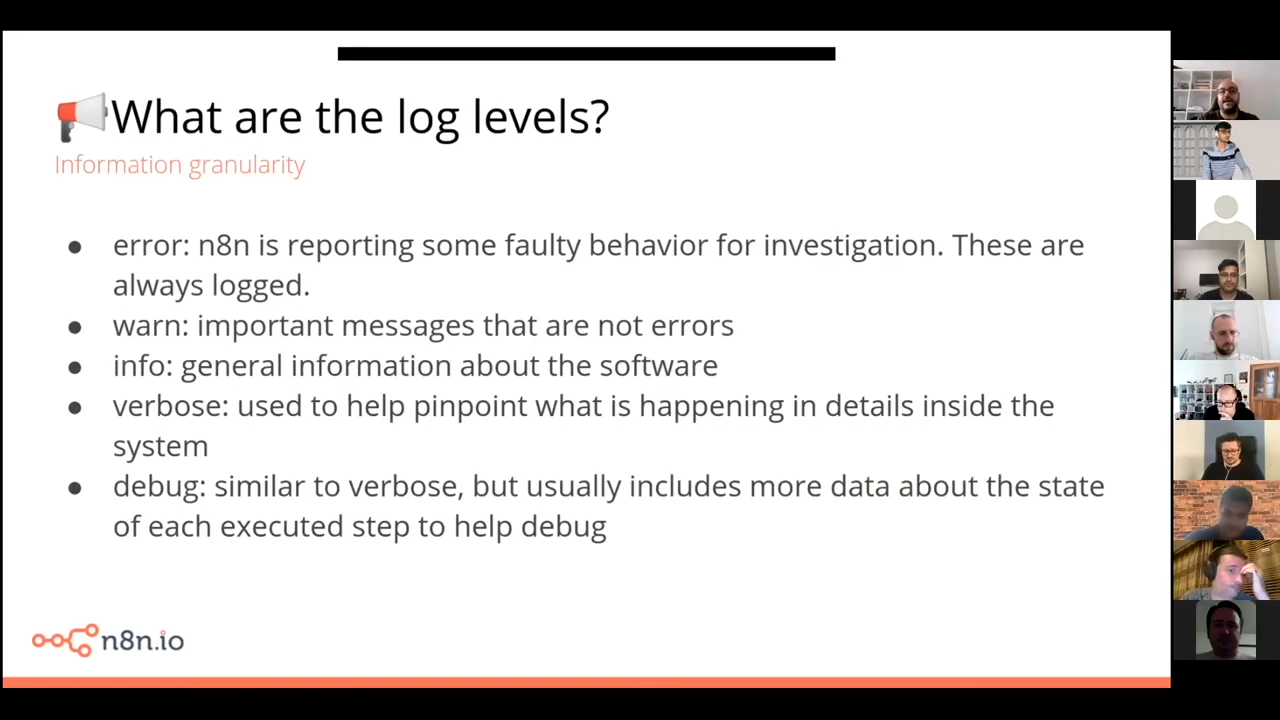 What are the log levels?
Information granularity
● error: n8n is reporting some faulty behavior for investigation. These are
always logged.
● warn: important messages that are not errors
● info: general information about the software
● verbose: used to help pinpoint what is happening in details inside the
system
● debug: similar to verbose, but usually includes more data about the state
of each executed step to help debug
n8n.io